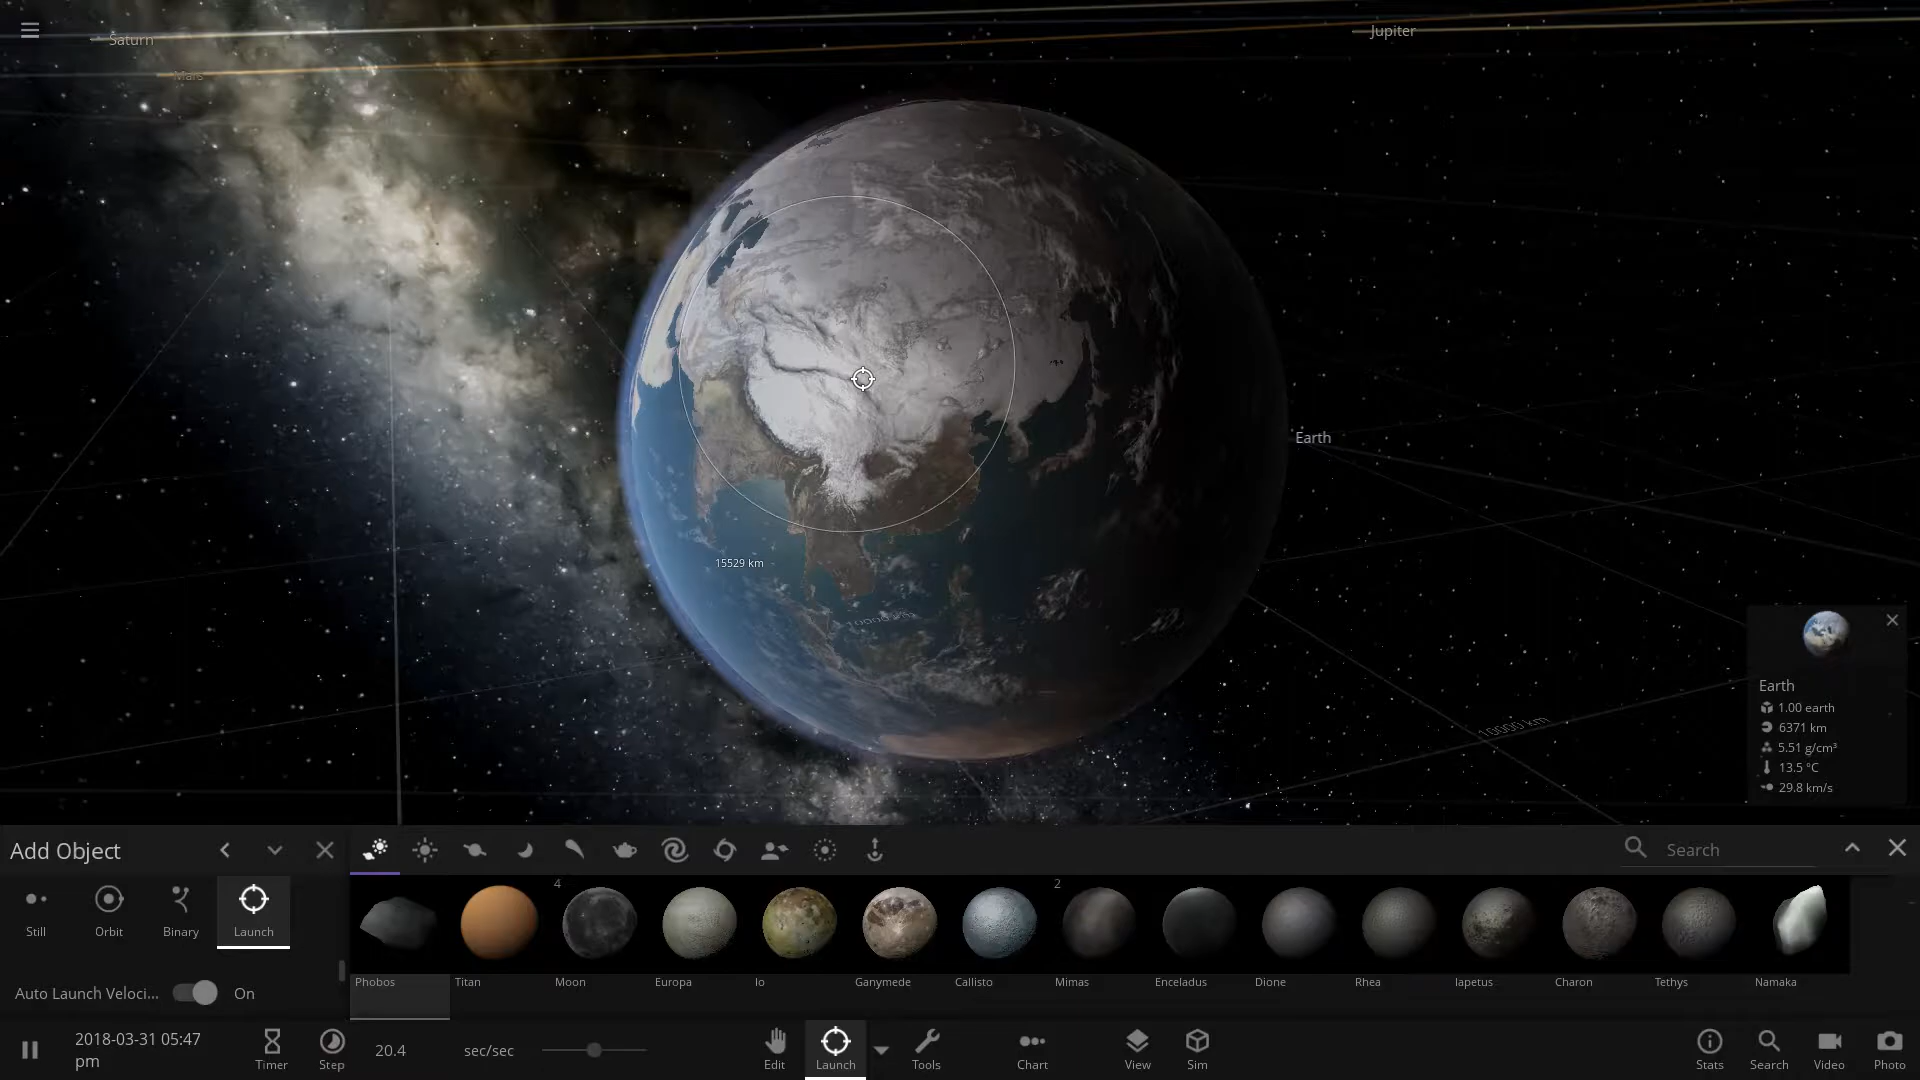 Saturn
Jupiter
Mars
Earth
15529 km
10000 km
Earth
1.00 earth
6371 km
5.51 g/cm³
13.5 °C
29.8 km/s
Add Object
Search
Still
Orbit
Binary
Launch
4
2
Phobos
Titan
Moon
Europa
Io
Ganymede
Callisto
Mimas
Enceladus
Dione
Rhea
Iapetus
Charon
Tethys
Namaka
Auto Launch Veloci...
On
2018-03-31 05:47
pm
Timer
Step
20.4
sec/sec
Edit
Launch
Tools
Chart
View
Sim
Stats
Search
Video
Photo